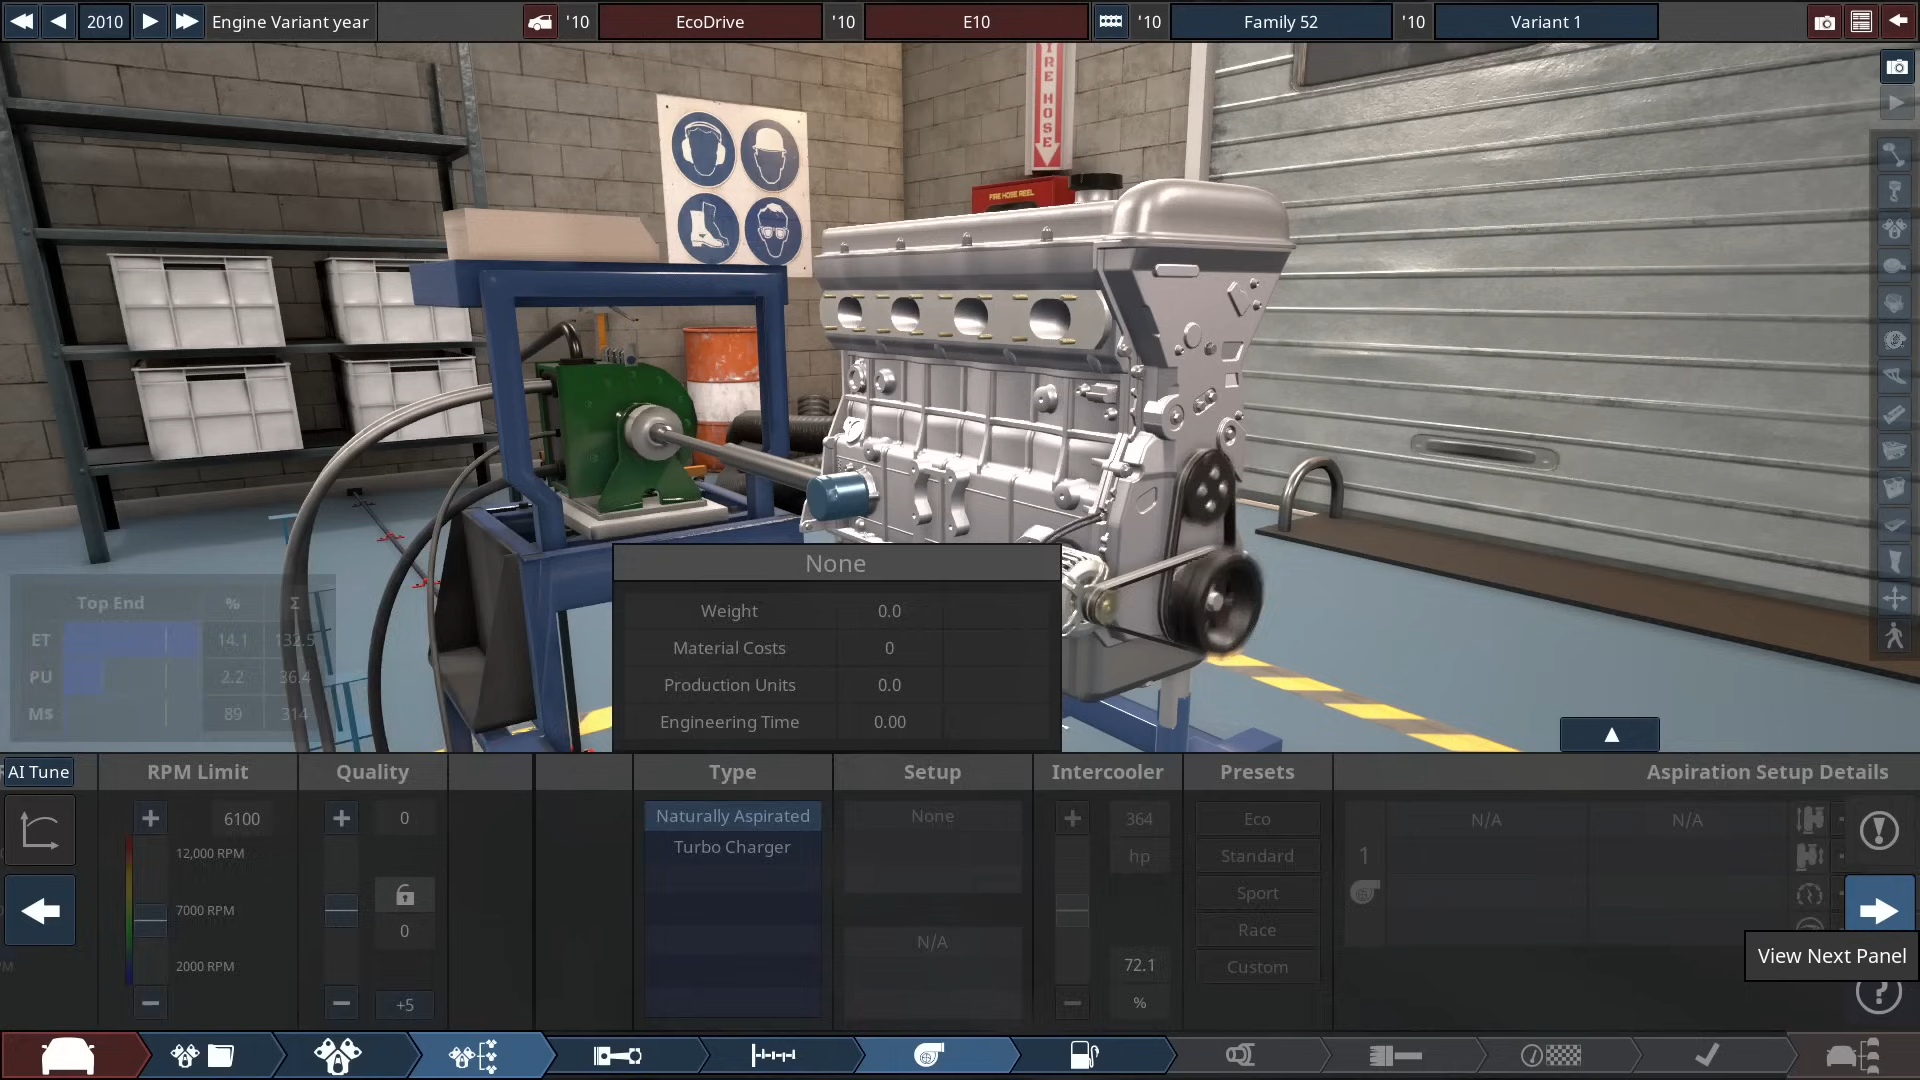 2010
Engine Variant year
'10
EcoDrive
'10
E10
'10
Family 52
'10
Variant 1
FIRE HOSE
FIRE HOSE REEL
None
Weight 0.0
Material Costs 0
Production Units 0.0
Engineering Time 0.00
Top End % Σ
ET 14.1 132.5
PU 2.2 36.4
M$ 89 314
AI Tune
RPM Limit
6100
12,000 RPM
7000 RPM
2000 RPM
Quality
0
0
+5
Type
Naturally Aspirated
Turbo Charger
Setup
None
N/A
Intercooler
364
hp
72.1
%
Presets
Eco
Standard
Sport
Race
Custom
Aspiration Setup Details
N/A
N/A
1
View Next Panel